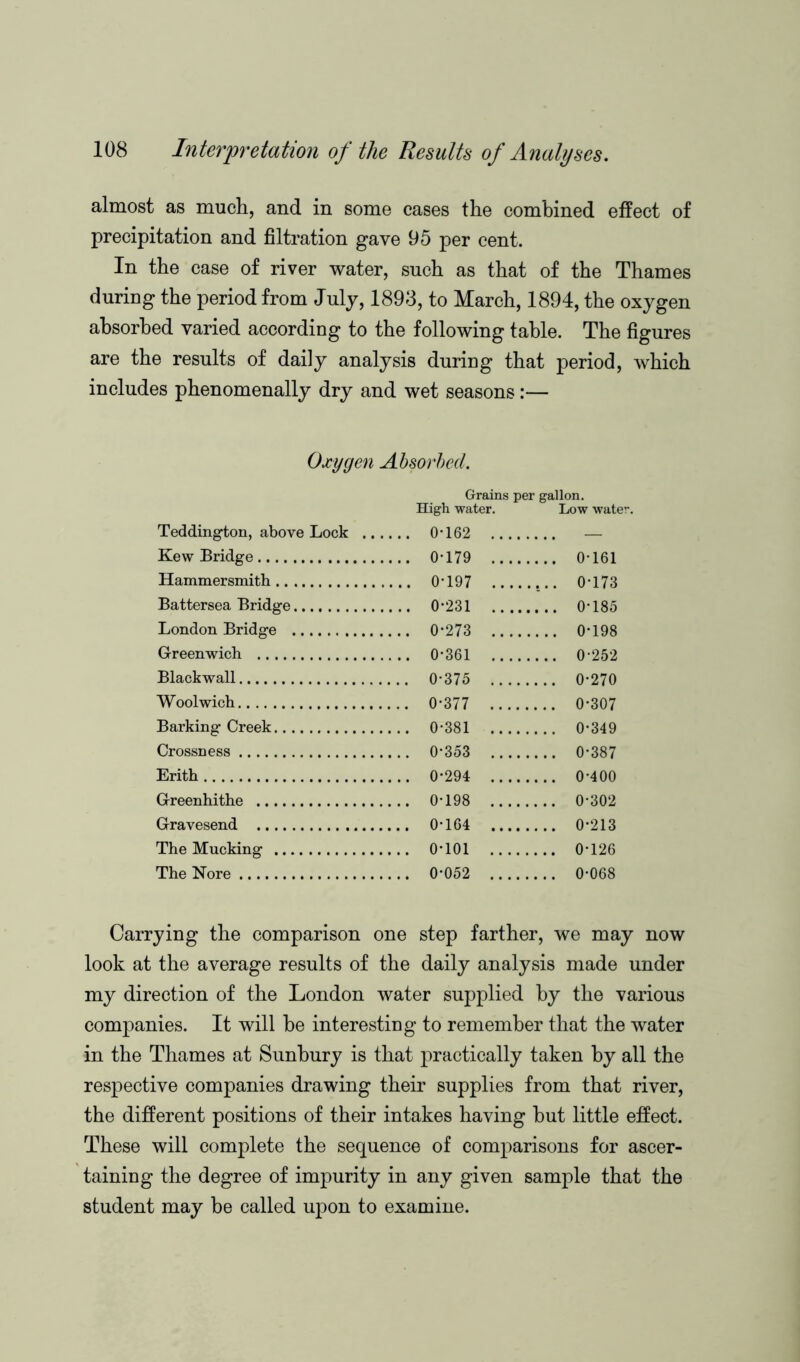 108 Interpretation of the Results of Analyses.
almost as much, and in some cases the combined effect of
precipitation and filtration gave 95 per cent.
In the case of river water, such as that of the Thames
during the period from July, 1893, to March, 1894, the oxygen
absorbed varied according to the following table. The figures
are the results of daily analysis during that period, which
includes phenomenally dry and wet seasons :—
Oxygen Absorbed.
Grains per gallon.
High water. Low water.
Teddington, above Lock ...... 0·162 ........ —
Kew Bridge.................. 0·179 ........ 0·161
Hammersmith................ 0·197 ........ 0·173
Battersea Bridge.............. 0·231 ........ 0·185
London Bridge .............. 0·273 ........ 0·198
Greenwich .................. 0·361 ........ 0·252
Blackwall.................... 0·375 ........ 0·270
Woolwich.................... 0·377 ........ 0·307
Barking Creek................ 0·381 ........ 0·349
Crossness.................... 0·353 ........ 0·387
Erith........................ 0·294 ........ 0·400
Greenhithe .................. 0·198 ........ 0·302
Gravesend .................. 0·164 ........ 0·213
The Mucking ................ 0·101 ........ 0·126
The Nore.................... 0·052 ........ 0·068
Carrying the comparison one step farther, we may now
look at the average results of the daily analysis made under
my direction of the London water supplied by the various
companies. It will be interesting to remember that the water
in the Thames at Sunbury is that practically taken by all the
respective companies drawing their supplies from that river,
the different positions of their intakes having but little effect.
These will complete the sequence of comparisons for ascer-
taining the degree of impurity in any given sample that the
student may be called upon to examine.